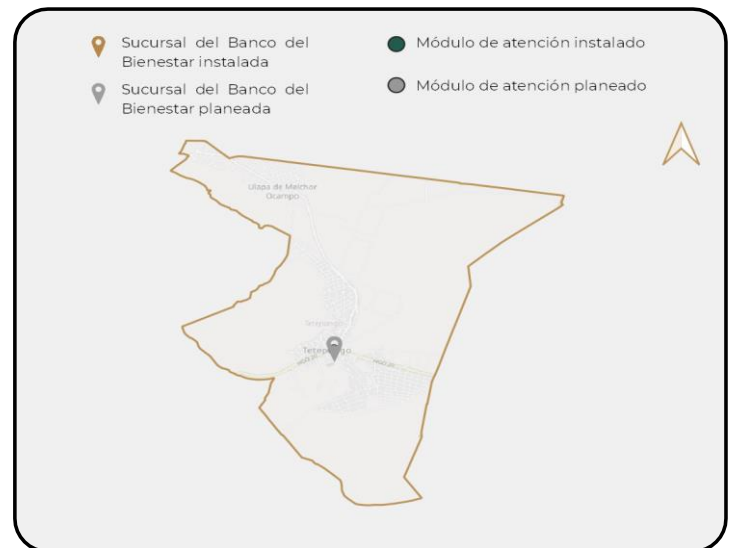 Sucursal del Banco del
Bienestar instalada
Sucursal del Banco del
Bienestar planeada
Módulo de atención instalado
Módulo de atención planeado
Ulapa de Melchor
Ocampo
Tetepango
Tetepango